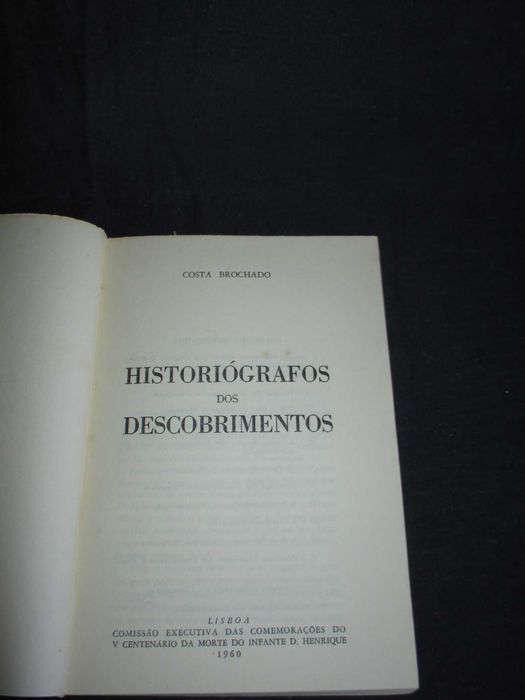 COSTA BROCHADO
HISTORIÓGRAFOS
DOS
DESCOBRIMENTOS
LISBOA
COMISSÃO EXECUTIVA DAS COMEMORAÇÕES DO
V CENTENÁRIO DA MORTE DO INFANTE D. HENRIQUE
1960